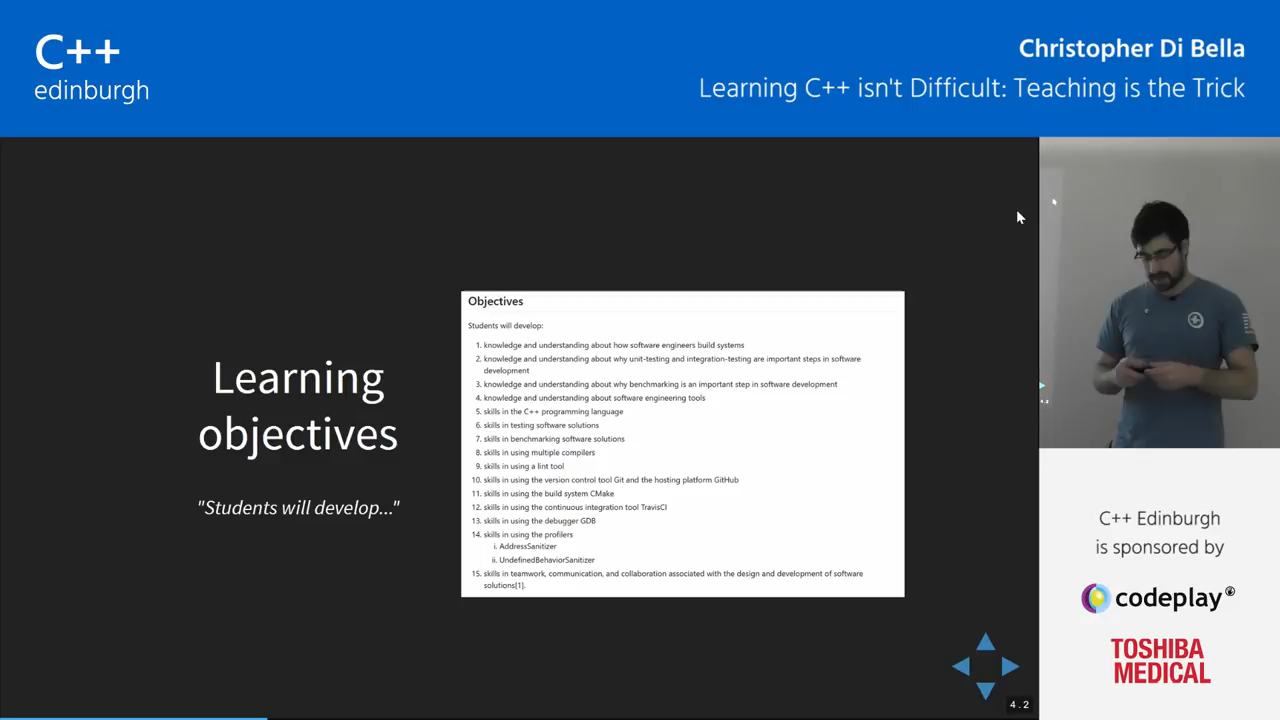 C++
edinburgh
Christopher Di Bella
Learning C++ isn't Difficult: Teaching is the Trick
Learning
objectives
"Students will develop..."
Objectives
Students will develop:
1. knowledge and understanding about how software engineers build systems
2. knowledge and understanding about why unit-testing and integration-testing are important steps in software
development
3. knowledge and understanding about why benchmarking is an important step in software development
4. knowledge and understanding about software engineering tools
5. skills in the C++ programming language
6. skills in testing software solutions
7. skills in benchmarking software solutions
8. skills in using multiple compilers
9. skills in using a lint tool
10. skills in using the version control tool Git and the hosting platform GitHub
11. skills in using the build system CMake
12. skills in using the continuous integration tool TravisCI
13. skills in using the debugger GDB
14. skills in using the profilers
i. AddressSanitizer
ii. UndefinedBehaviorSanitizer
15. skills in teamwork, communication, and collaboration associated with the design and development of software
solutions[1].
4.2
4.2
C++ Edinburgh
is sponsored by
codeplay®
TOSHIBA
MEDICAL